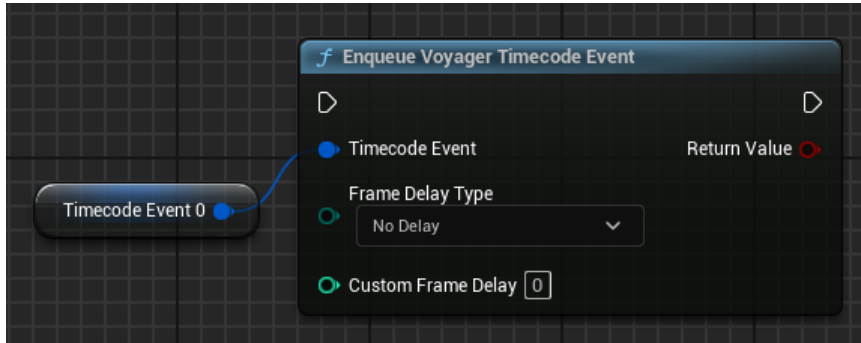 f Enqueue Voyager Timecode Event
Timecode Event
Return Value
Frame Delay Type
Timecode Event 0
No Delay
Custom Frame Delay 0